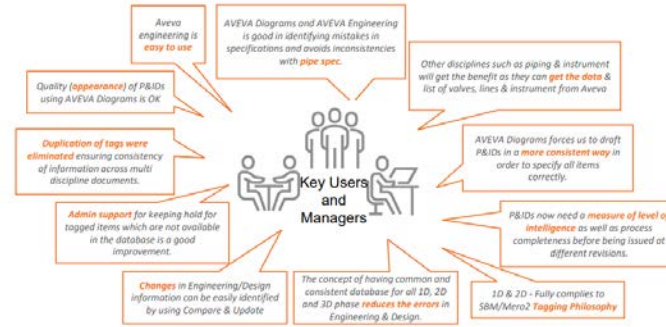 Aveva
engineering is
easy to use
AVEVA Diagrams and AVEVA Engineering
is good in identifying mistakes in
specifications and avoids inconsistencies
with pipe spec.
Quality (appearance) of P&IDs
using AVEVA Diagrams is OK
Other disciplines such as piping & instrument
will get the benefit as they can get the data &
list of valves, lines & instrument from Aveva
Duplication of tags were
eliminated ensuring consistency
of information across multi
discipline documents.
AVEVA Diagrams forces us to draft
P&IDs in a more consistent way in
order to specify all items
correctly.
Key Users
and
Managers
Admin support for keeping hold for
tagged items which are not available
in the database is a good
improvement.
P&IDs now need a measure of level of
intelligence as well as process
completeness before being issued at
different revisions.
Changes in Engineering/Design
information can be easily identified
by using Compare & Update
The concept of having common and
consistent database for all 1D, 2D
and 3D phase reduces the errors in
Engineering & Design.
1D & 2D - Fully complies to
SBM/Mero2 Tagging Philosophy